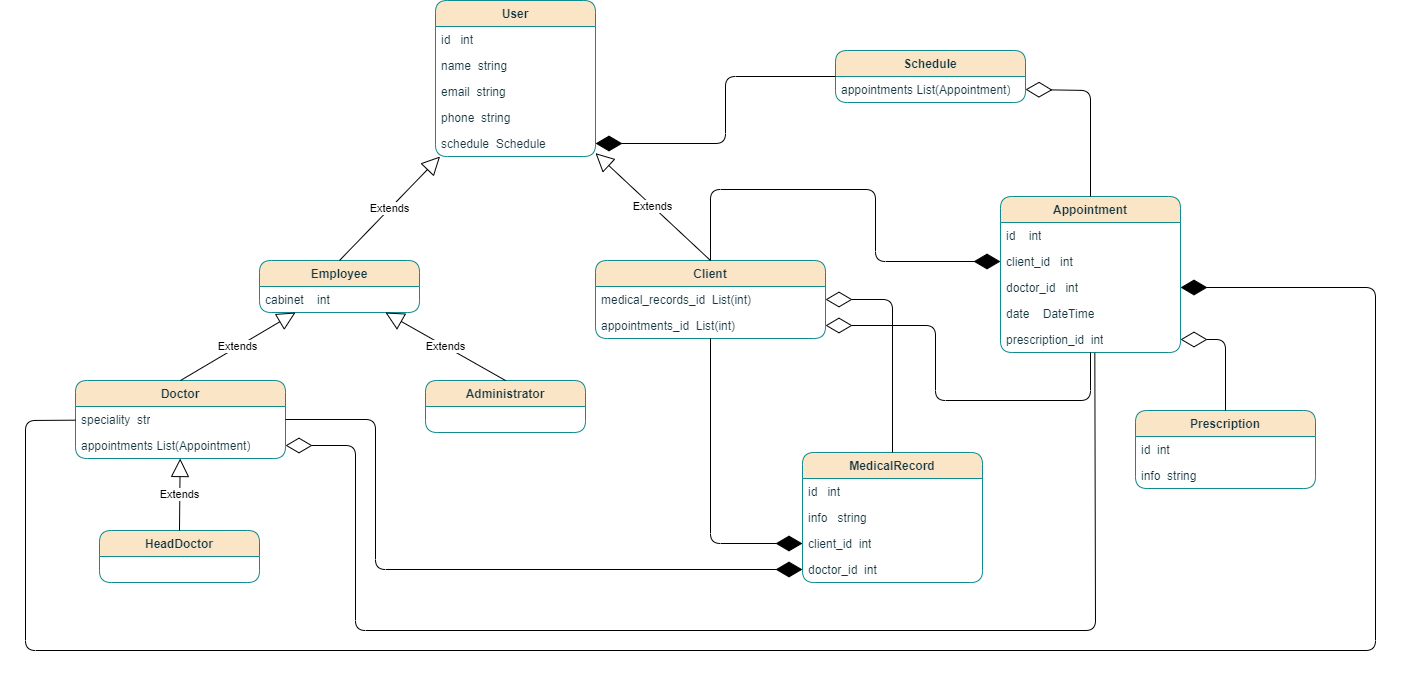 User
id int
name string
email string
phone string
schedule Schedule
Schedule
appointments List(Appointment)
Extends
Extends
Appointment
id int
client_id int
doctor_id int
date DateTime
prescription_id int
Employee
cabinet int
Client
medical_records_id List(int)
appointments_id List(int)
Extends
Extends
Doctor
speciality str
appointments List(Appointment)
Administrator
Prescription
id int
info string
MedicalRecord
id int
info string
client_id int
doctor_id int
Extends
HeadDoctor